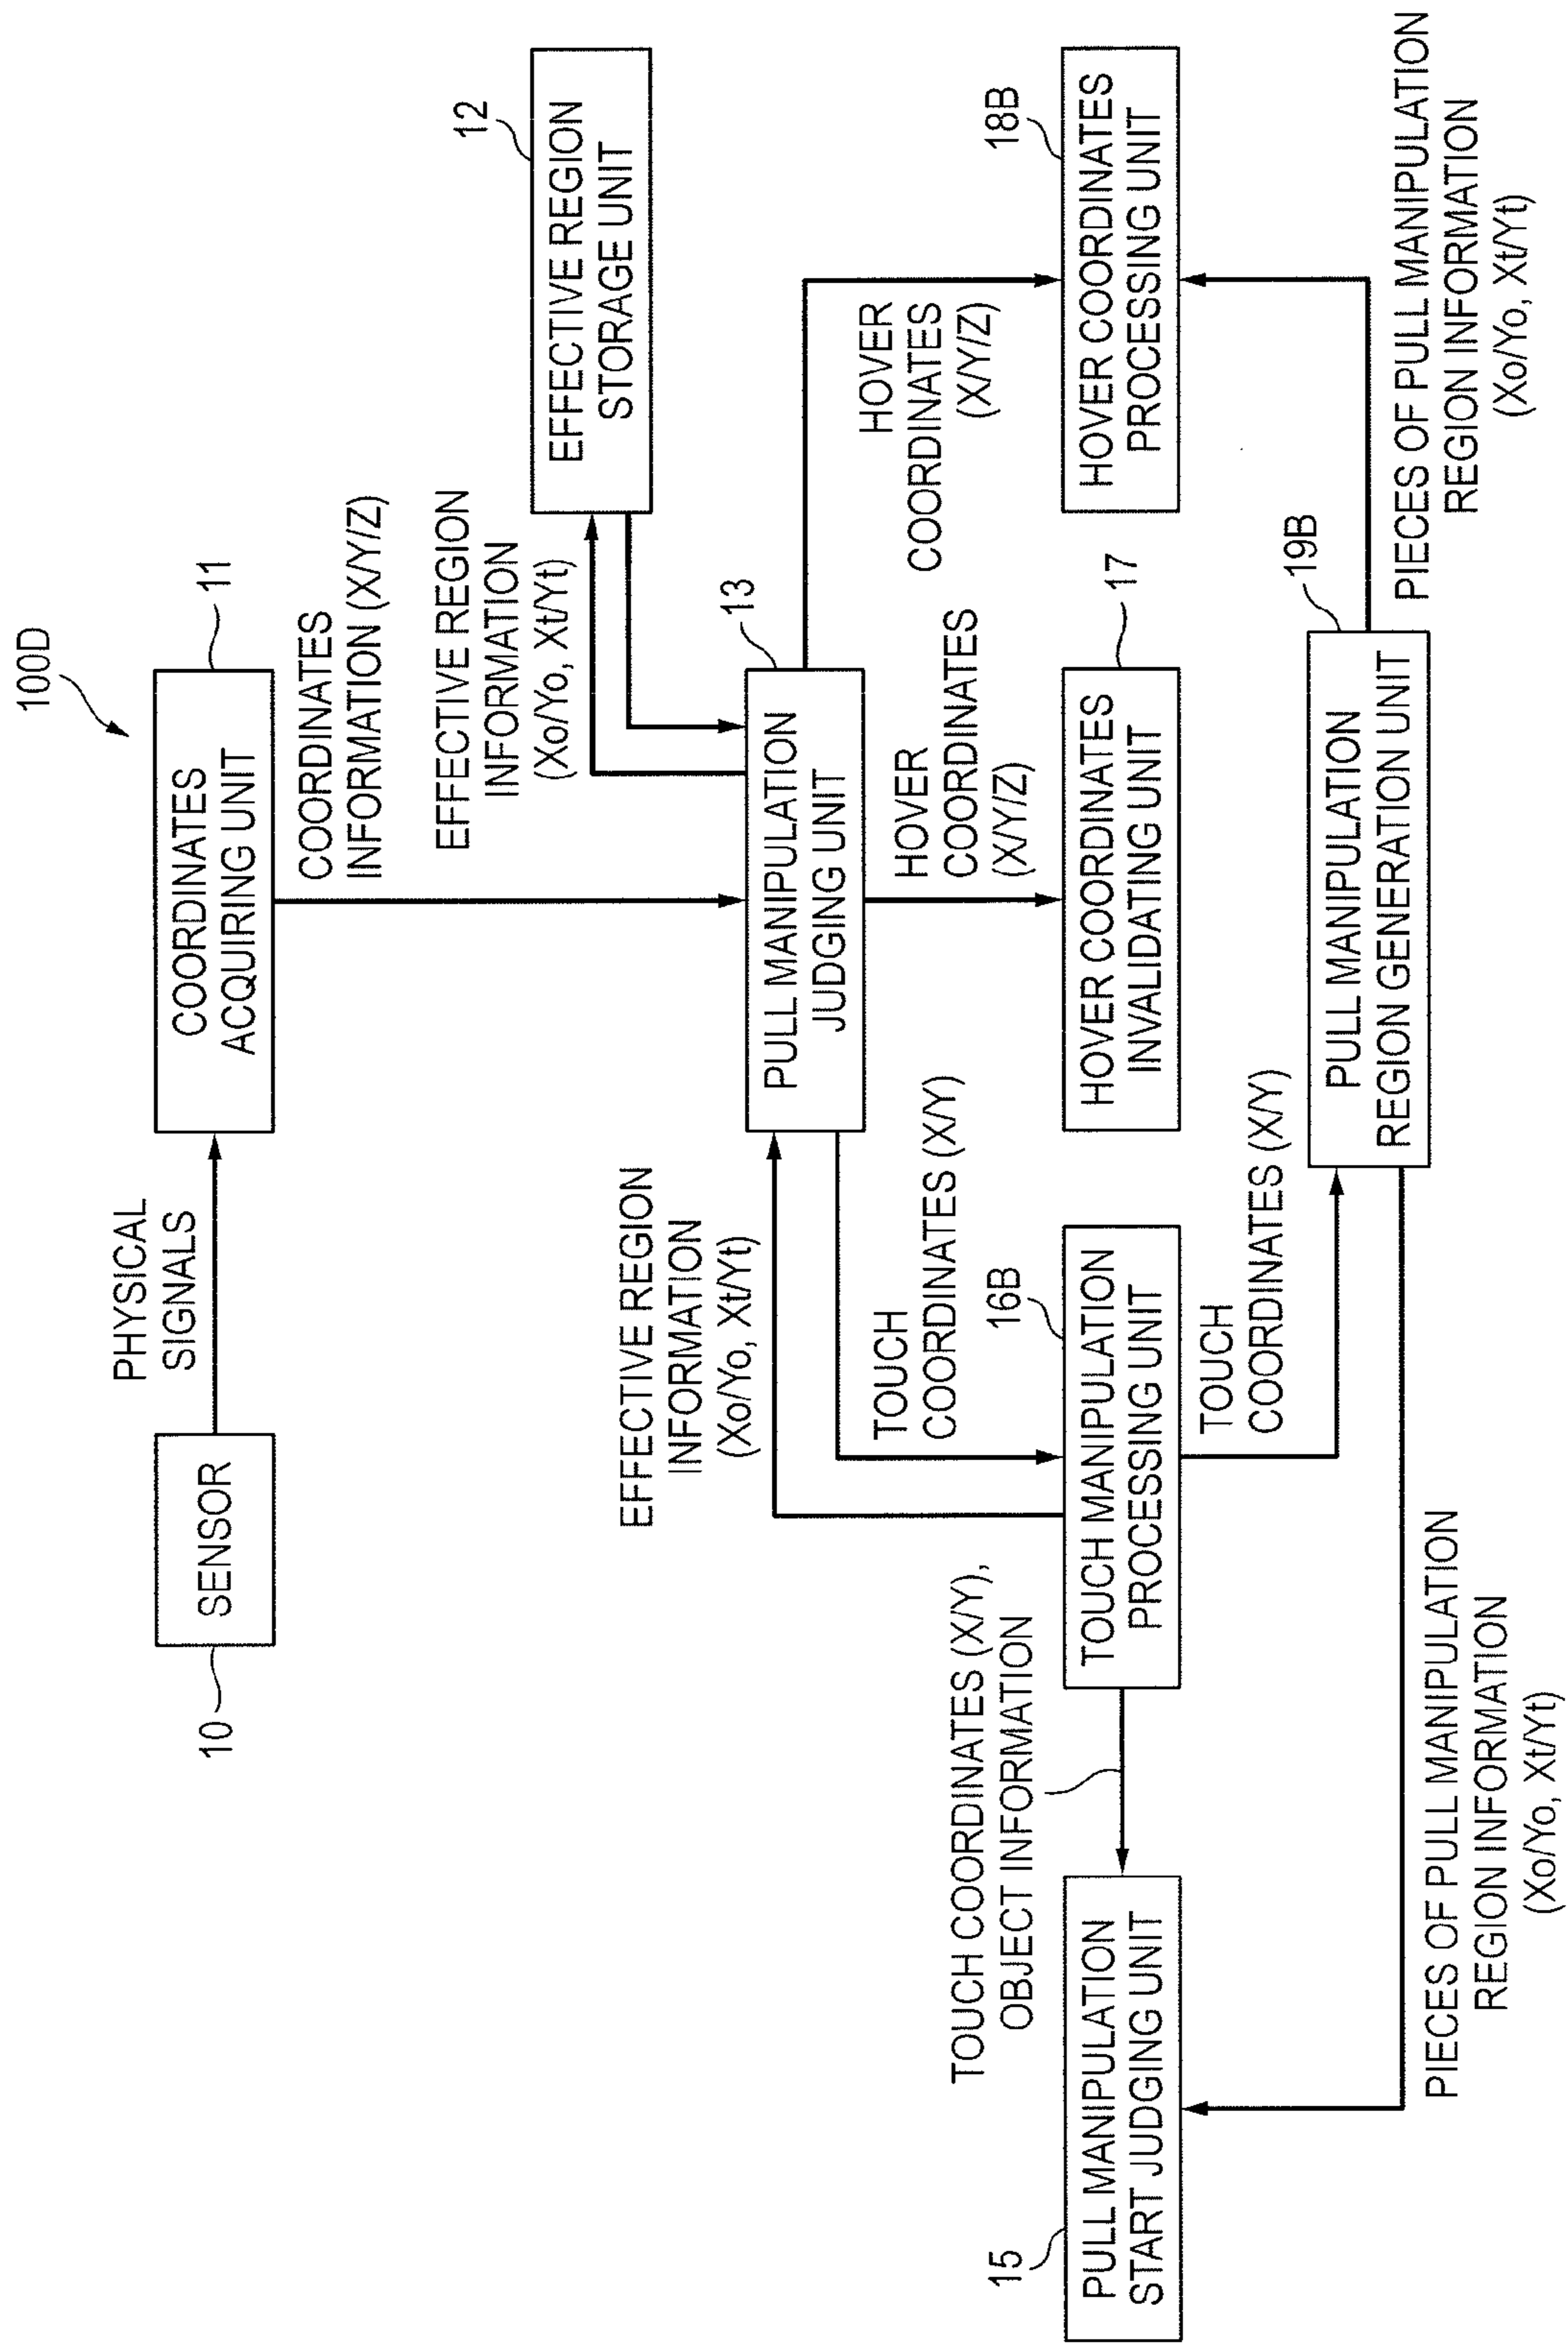 100D
PHYSICAL
SIGNALS
10
SENSOR
COORDINATES
ACQUIRING UNIT
11
COORDINATES
INFORMATION (X/Y/Z)
EFFECTIVE REGION
INFORMATION
(Xo/Yo, Xt/Yt)
12
EFFECTIVE REGION
STORAGE UNIT
EFFECTIVE REGION
INFORMATION
(Xo/Yo, Xt/Yt)
13
PULL MANIPULATION
JUDGING UNIT
TOUCH
COORDINATES (X/Y)
HOVER
COORDINATES
(X/Y/Z)
HOVER
COORDINATES
(X/Y/Z)
TOUCH COORDINATES (X/Y),
OBJECT INFORMATION
15
PULL MANIPULATION
START JUDGING UNIT
16B
TOUCH MANIPULATION
PROCESSING UNIT
17
HOVER COORDINATES
INVALIDATING UNIT
18B
HOVER COORDINATES
PROCESSING UNIT
TOUCH
COORDINATES (X/Y)
19B
PULL MANIPULATION
REGION GENERATION UNIT
PIECES OF PULL MANIPULATION
REGION INFORMATION
(Xo/Yo, Xt/Yt)
PIECES OF PULL MANIPULATION
REGION INFORMATION
(Xo/Yo, Xt/Yt)